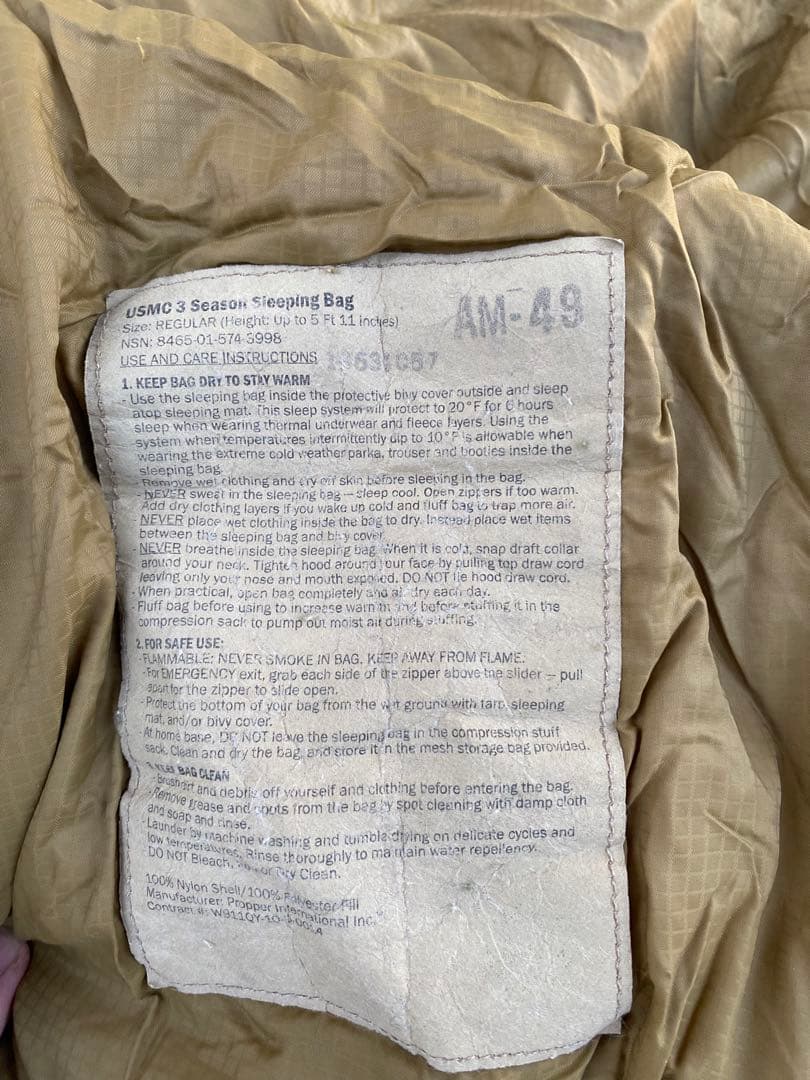 USMC 3 Season Sleeping Bag
AM-49
Size: REGULAR (Height: Up to 5 Ft 11 Inches)
NSN: 8465-01-574-3998
USE AND CARE INSTRUCTIONS
1. KEEP BAG DRY TO STAY WARM
- Use the sleeping bag inside the protective bivy cover outside and sleep
atop sleeping mat. This sleep system will protect to 20°F for 6 hours
sleep when wearing thermal underwear and fleece layers. Using the
system when temperatures intermittently dip to 10°F is allowable when
wearing the extreme cold weather parka, trouser and booties inside the
sleeping bag.
- Remove wet clothing and dry off skin before sleeping in the bag.
- NEVER sweat in the sleeping bag — sleep cool. Open zippers if too warm.
Add dry clothing layers if you wake up cold and fluff bag to trap more air.
- NEVER place wet clothing inside the bag to dry. Instead place wet items
between the sleeping bag and bivy cover.
- NEVER breathe inside the sleeping bag. When it is cold, snap draft collar
around your neck. Tighten hood around your face by pulling top draw cord
leaving only your nose and mouth exposed. DO NOT tie hood draw cord.
- When practical, open bag completely and air dry each day.
- Fluff bag before using to increase warmth and before stuffing it in the
compression sack to pump out moist air during stuffing.
2. FOR SAFE USE:
- FLAMMABLE: NEVER SMOKE IN BAG. KEEP AWAY FROM FLAME.
- For EMERGENCY exit, grab each side of the zipper above the slider — pull
apart for the zipper to slide open.
- Protect the bottom of your bag from the wet ground with tarp, sleeping
mat, and/or bivy cover.
- At home base, DO NOT leave the sleeping bag in the compression stuff
sack. Clean and dry the bag, and store it in the mesh storage bag provided.
3. KEEP BAG CLEAN
- Brush dirt and debris off yourself and clothing before entering the bag.
- Remove grease and spots from the bag by spot cleaning with damp cloth
and soap and rinse.
- Launder by machine washing and tumble drying on delicate cycles and
low temperatures. Rinse thoroughly to maintain water repellency.
DO NOT Bleach, or Dry Clean.
100% Nylon Shell/100% Polyester Fill
Manufacturer: Propper International Inc.™
Contract #: W911QY-10-